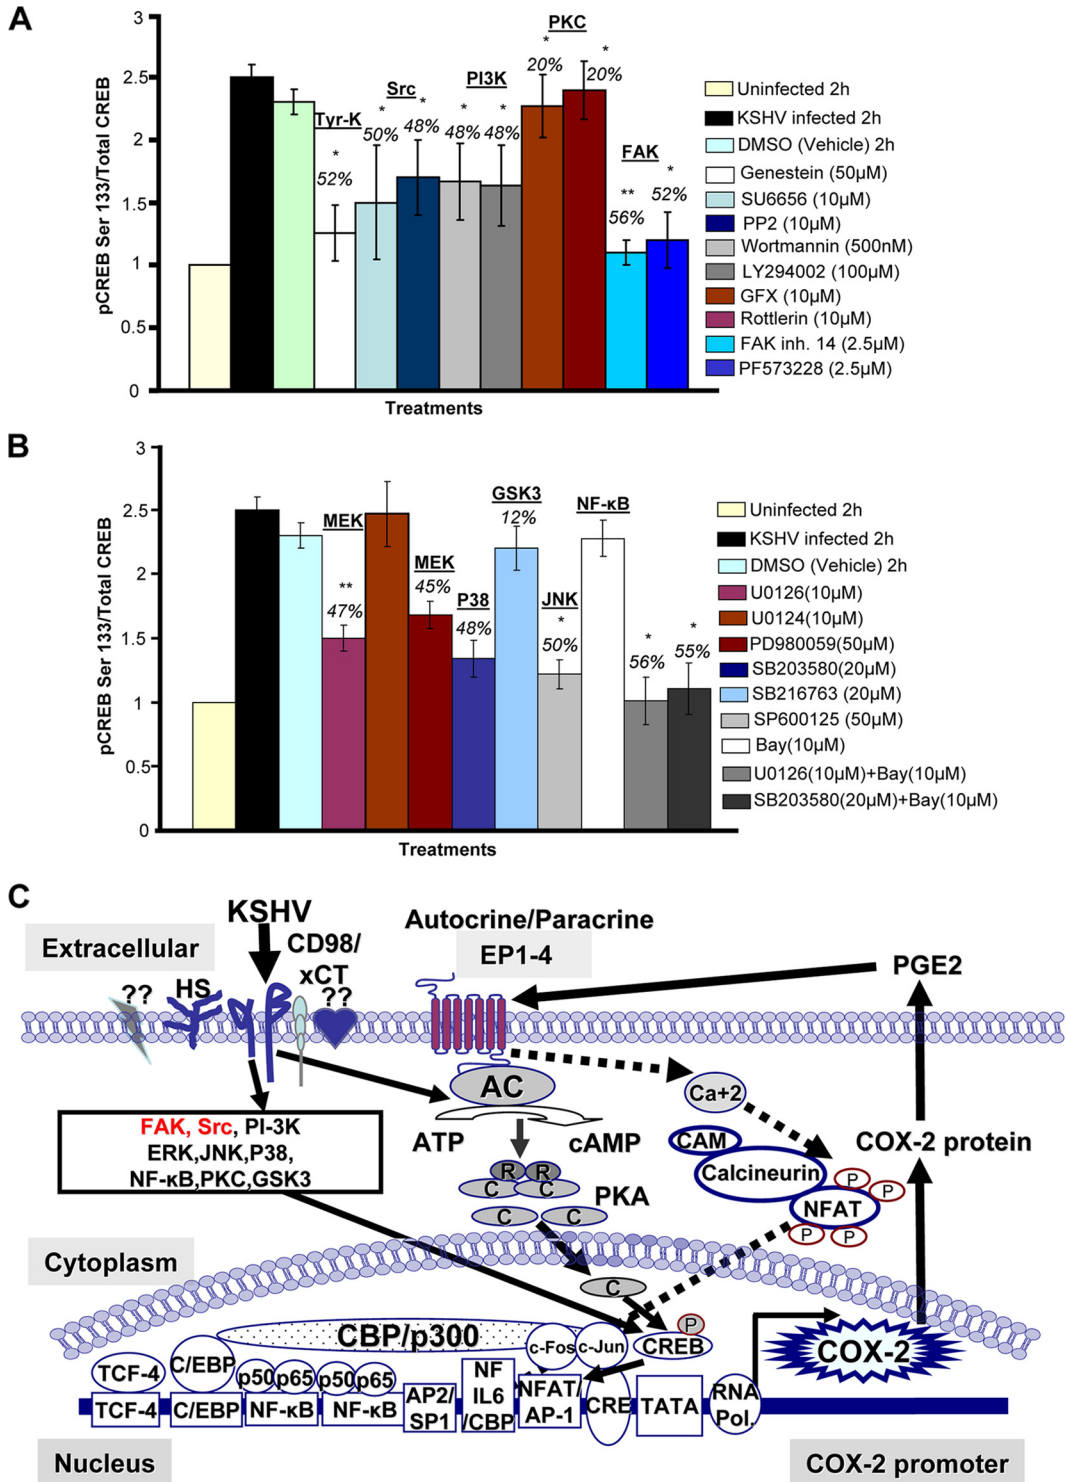 A
pCREB Ser 133/Total CREB
3
2.5
2
1.5
1
0.5
0
Tyr-K
*
52%
Src
*
50%
*
48%
PI3K
*
48%
*
48%
PKC
*
20%
*
20%
FAK
**
56%
*
52%
Treatments
Uninfected 2h
KSHV infected 2h
DMSO (Vehicle) 2h
Genestein (50µM)
SU6656 (10µM)
PP2 (10µM)
Wortmannin (500nM)
LY294002 (100µM)
GFX (10µM)
Rottlerin (10µM)
FAK inh. 14 (2.5µM)
PF573228 (2.5µM)
B
pCREB Ser 133/Total CREB
3
2.5
2
1.5
1
0.5
0
MEK
**
47%
MEK
45%
P38
48%
GSK3
12%
JNK
*
50%
NF-κB
*
56%
*
55%
Treatments
Uninfected 2h
KSHV infected 2h
DMSO (Vehicle) 2h
U0126(10µM)
U0124(10µM)
PD980059(50µM)
SB203580(20µM)
SB216763 (20µM)
SP600125 (50µM)
Bay(10µM)
U0126(10µM)+Bay(10µM)
SB203580(20µM)+Bay(10µM)
C
KSHV
Extracellular
CD98/
xCT
??
HS
??
Autocrine/Paracrine
EP1-4
PGE2
AC
ATP
cAMP
Ca+2
CAM
Calcineurin
NFAT
P
P
P
P
COX-2 protein
FAK, Src, PI-3K
ERK,JNK,P38,
NF-κB,PKC,GSK3
R
R
C
C
PKA
C
C
Cytoplasm
C
P
CBP/p300
c-Fos
c-Jun
CREB
COX-2
TCF-4
C/EBP
p50
p65
p50
p65
TCF-4
C/EBP
NF-κB
NF-κB
AP2/
SP1
NF
IL6
/CBP
NFAT/
AP-1
CRE
TATA
RNA
Pol.
Nucleus
COX-2 promoter